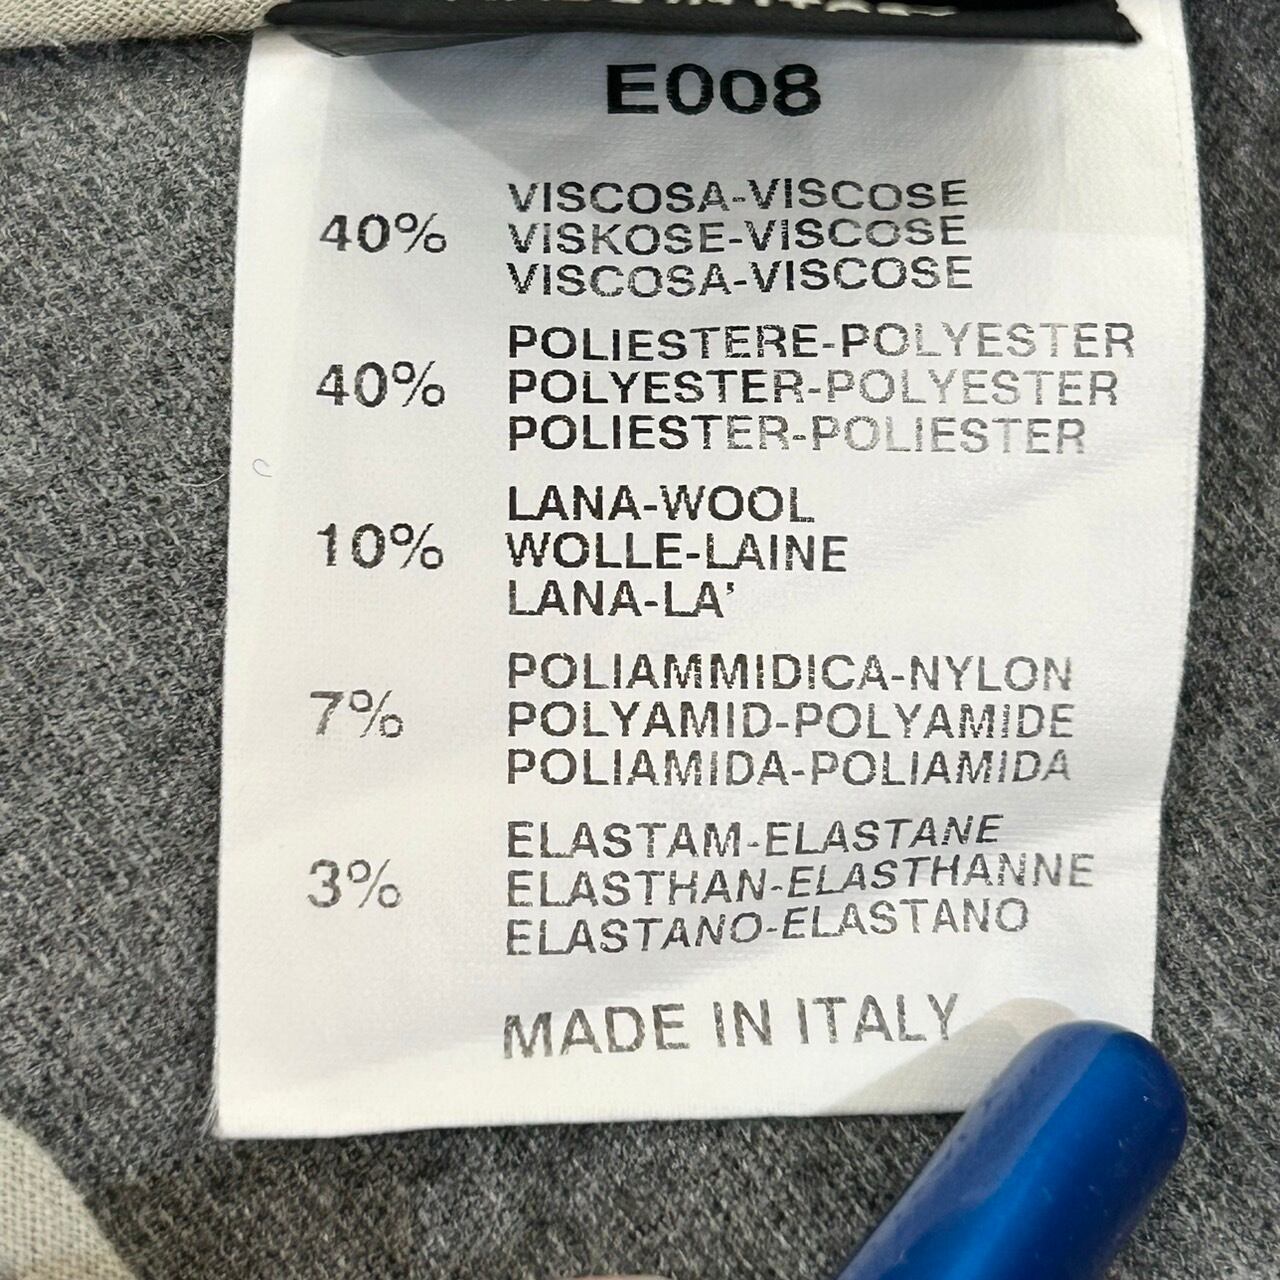 E008
40%
VISCOSA-VISCOSE
VISKOSE-VISCOSE
VISCOSA-VISCOSE
40%
POLIESTERE-POLYESTER
POLYESTER-POLYESTER
POLIESTER-POLIESTER
10%
LANA-WOOL
WOLLE-LAINE
LANA-LA'
7%
POLIAMMIDICA-NYLON
POLYAMID-POLYAMIDE
POLIAMIDA-POLIAMIDA
3%
ELASTAM-ELASTANE
ELASTHAN-ELASTHANNE
ELASTANO-ELASTANO
MADE IN ITALY